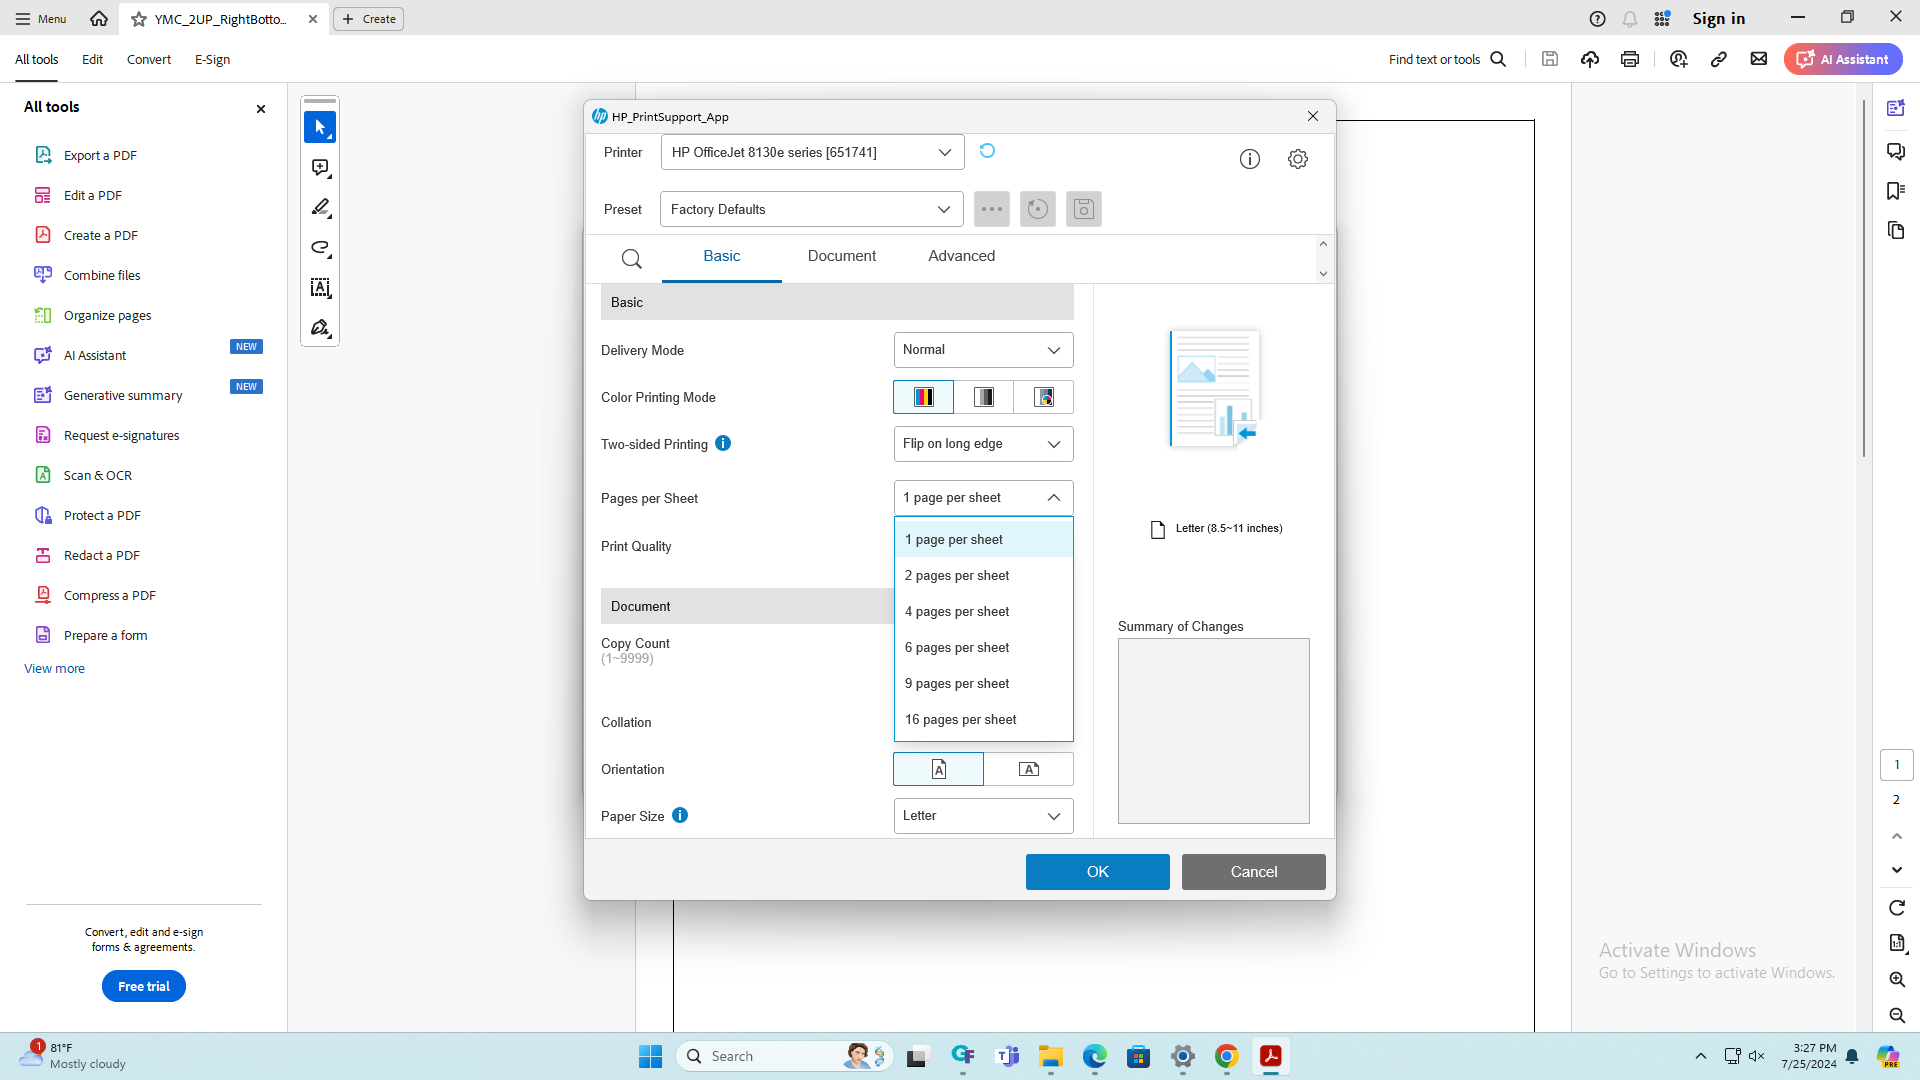 Menu
YMC_2UP_RightBotto...
Create
Sign in
All tools
Edit
Convert
E-Sign
Find text or tools
AI Assistant
All tools
Export a PDF
Edit a PDF
Create a PDF
Combine files
Organize pages
AI Assistant
NEW
Generative summary
NEW
Request e-signatures
Scan & OCR
Protect a PDF
Redact a PDF
Compress a PDF
Prepare a form
View more
Convert, edit and e-sign
forms & agreements.
Free trial
HP_PrintSupport_App
Printer
HP OfficeJet 8130e series [651741]
Preset
Factory Defaults
Basic
Document
Advanced
Basic
Delivery Mode
Normal
Color Printing Mode
Two-sided Printing
Flip on long edge
Pages per Sheet
1 page per sheet
1 page per sheet
2 pages per sheet
4 pages per sheet
6 pages per sheet
9 pages per sheet
16 pages per sheet
Print Quality
Document
Copy Count
(1~9999)
Collation
Orientation
Paper Size
Letter
Letter (8.5~11 inches)
Summary of Changes
OK
Cancel
1
2
Activate Windows
Go to Settings to activate Windows.
1
81°F
Mostly cloudy
Search
3:27 PM
7/25/2024
PRE